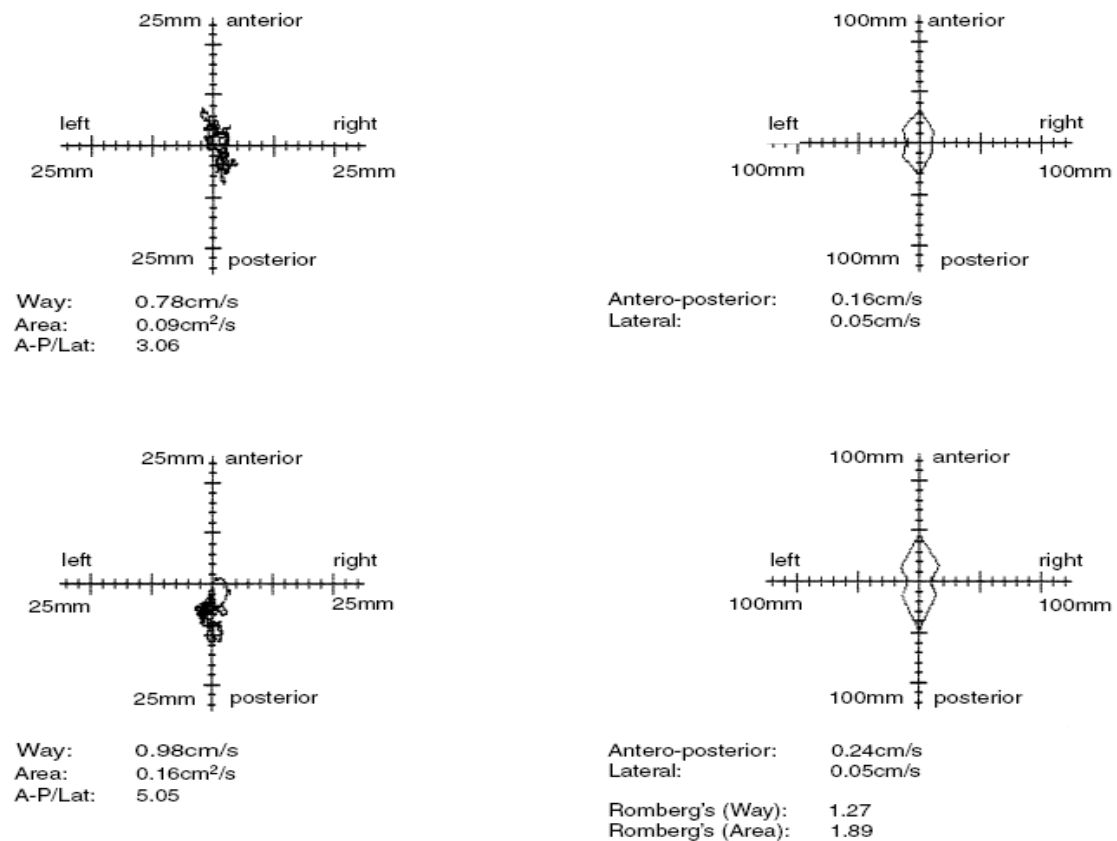 25mm anterior
left right
25mm 25mm
25mm posterior
Way: 0.78cm/s
Area: 0.09cm²/s
A-P/Lat: 3.06
100mm anterior
left right
100mm 100mm
100mm posterior
Antero-posterior: 0.16cm/s
Lateral: 0.05cm/s
25mm anterior
left right
25mm 25mm
25mm posterior
Way: 0.98cm/s
Area: 0.16cm²/s
A-P/Lat: 5.05
100mm anterior
left right
100mm 100mm
100mm posterior
Antero-posterior: 0.24cm/s
Lateral: 0.05cm/s
Romberg's (Way): 1.27
Romberg's (Area): 1.89